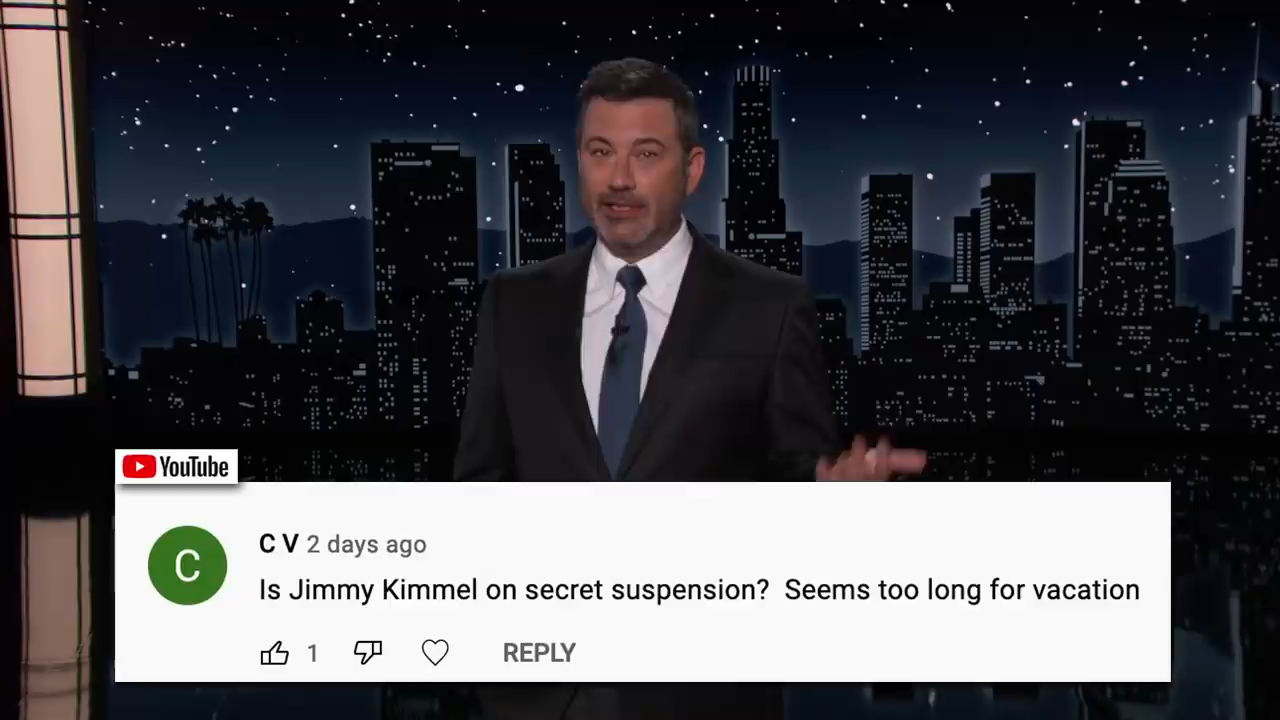 YouTube
C
C V 2 days ago
Is Jimmy Kimmel on secret suspension?  Seems too long for vacation
1
REPLY